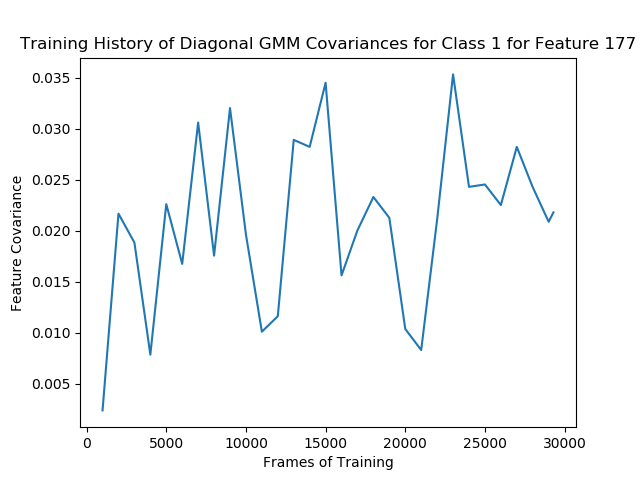 Training History of Diagonal GMM Covariances for Class 1 for Feature 177
0.035
0.030
0.025
0.020
0.015
0.010
0.005
Feature Covariance
0 5000 10000 15000 20000 25000 30000
Frames of Training